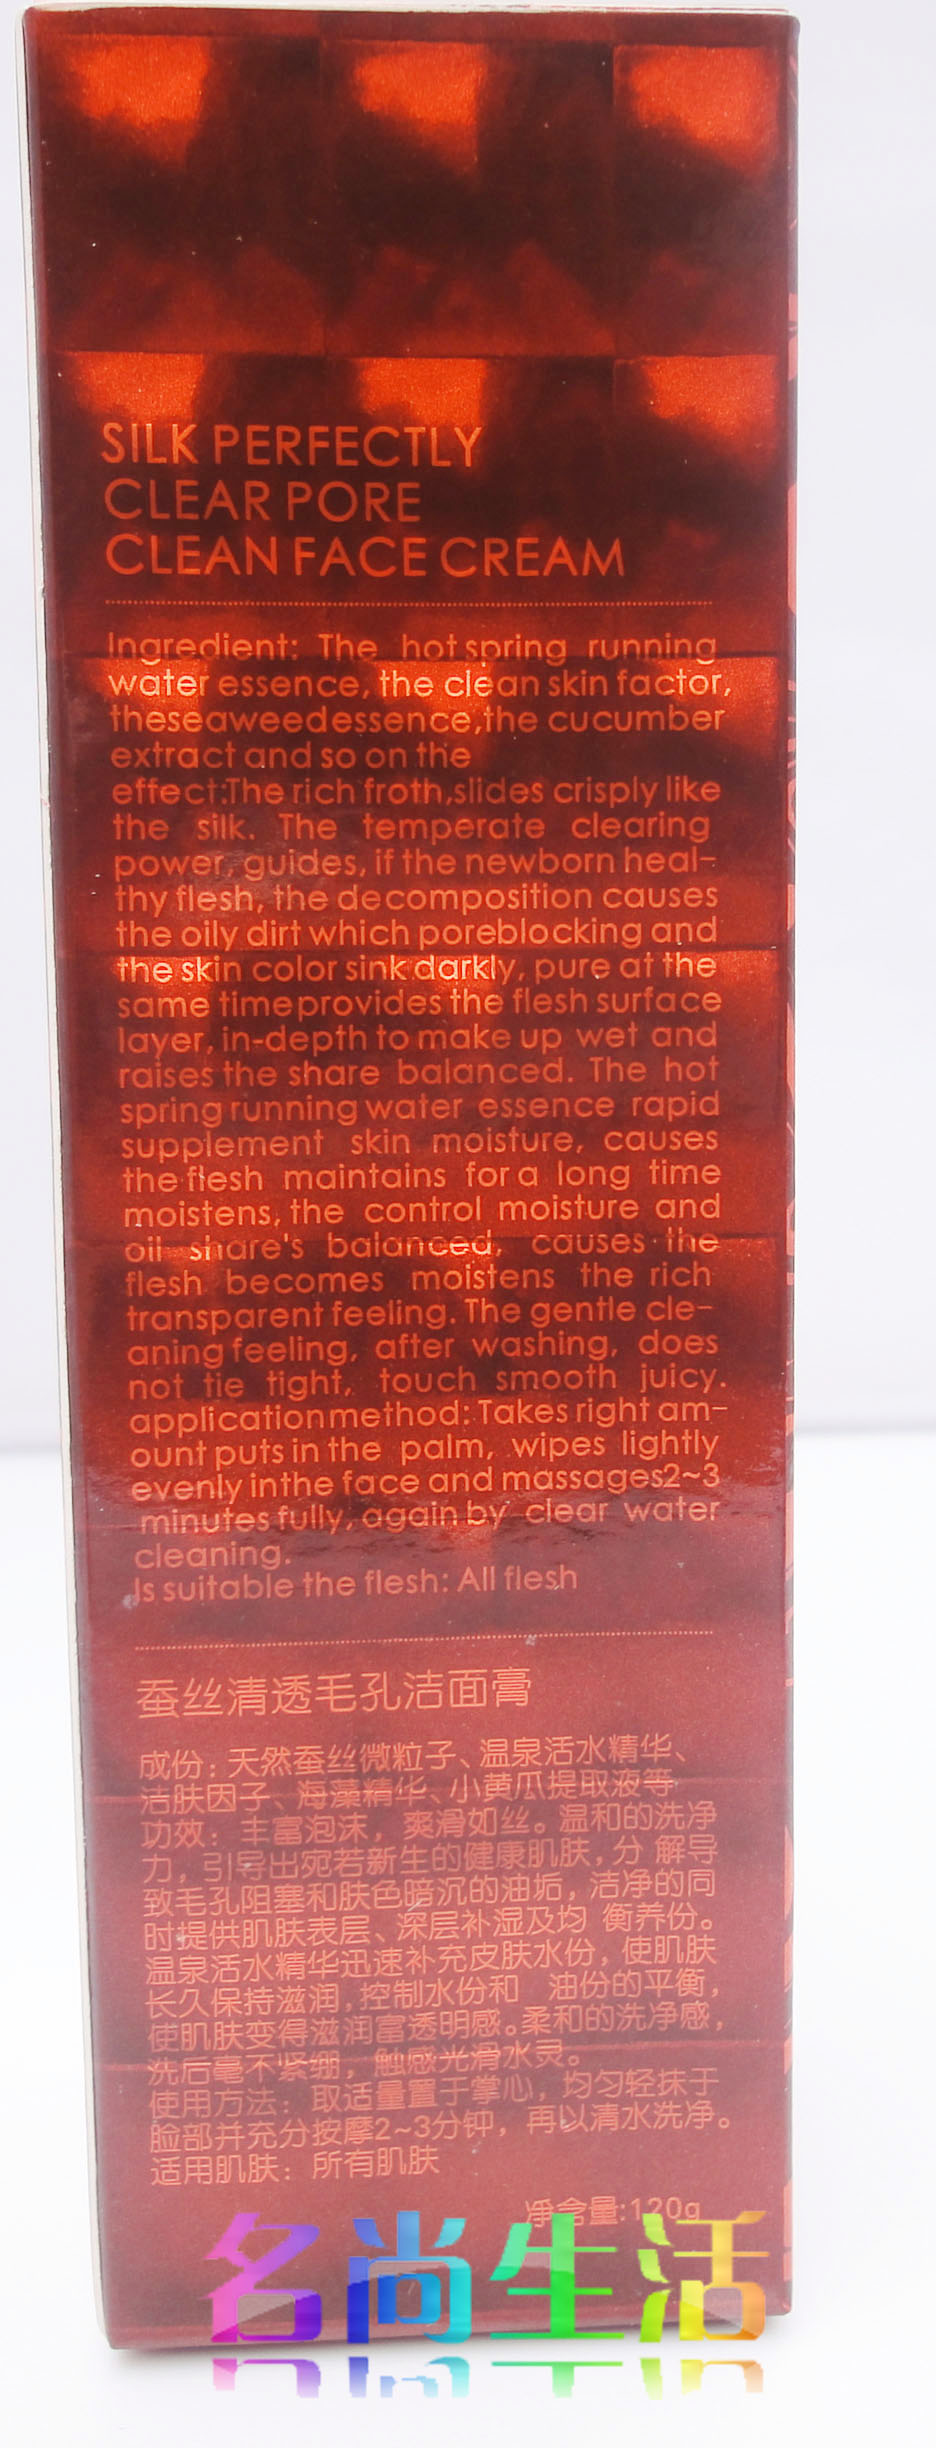 SILK PERFECTLY
CLEAR PORE
CLEAN FACE CREAM
Ingredient: The hot spring running
water essence, the clean skin factor,
theseaweedessence,the cucumber
extract and so on the
effect:The rich froth,slides crisply like
the silk. The temperate clearing
power, guides, if the newborn heal-
thy flesh, the decomposition causes
the oily dirt which poreblocking and
the skin color sink darkly, pure at the
same timeprovides the flesh surface
layer, in-depth to make up wet and
raises the share balanced. The hot
spring running water essence rapid
supplement skin moisture, causes
the flesh maintains for a long time
moistens, the control moisture and
oil share's balanced, causes the
flesh becomes moistens the rich
transparent feeling. The gentle cle-
aning feeling, after washing, does
not tie tight, touch smooth juicy.
application method: Takes right am-
ount puts in the palm, wipes lightly
evenly inthe face and massages2~3
minutes fully, again by clear water
cleaning.
Is suitable the flesh: All flesh
蚕丝清透毛孔洁面膏
成份: 天然蚕丝微粒子、温泉活水精华、
洁肤因子、海藻精华、小黄瓜提取液等
功效: 丰富泡沫, 爽滑如丝。温和的洗净
力, 引导出宛若新生的健康肌肤, 分 解导
致毛孔阻塞和肤色暗沉的油垢, 洁净的同
时提供肌肤表层、深层补湿及均 衡养份。
温泉活水精华迅速补充皮肤水份, 使肌肤
长久保持滋润, 控制水份和 油份的平衡,
使肌肤变得滋润富透明感。柔和的洗净感,
洗后毫不紧绷, 触感光滑水灵。
使用方法: 取适量置于掌心, 均匀轻抹于
脸部并充分按摩2~3分钟, 再以清水洗净。
适用肌肤: 所有肌肤
净含量:120g
名尚生活